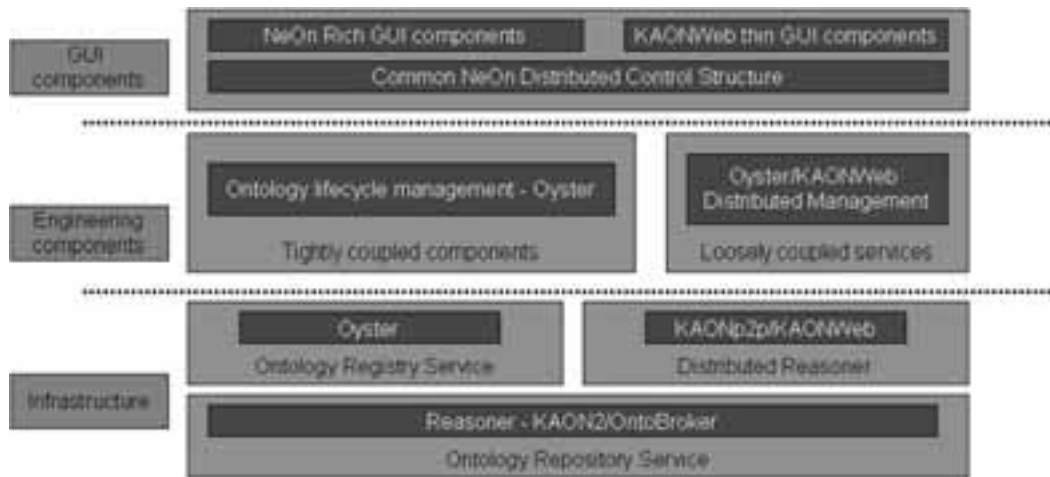 GUI
components
NeOn Rich GUI components
KAONWeb thin GUI components
Common NeOn Distributed Control Structure
Engineering
components
Ontology lifecycle management - Oyster
Tightly coupled components
Oyster/KAONWeb
Distributed Management
Loosely coupled services
Infrastructure
Oyster
Ontology Registry Service
KAONp2p/KAONWeb
Distributed Reasoner
Reasoner - KAON2/OntoBroker
Ontology Repository Service